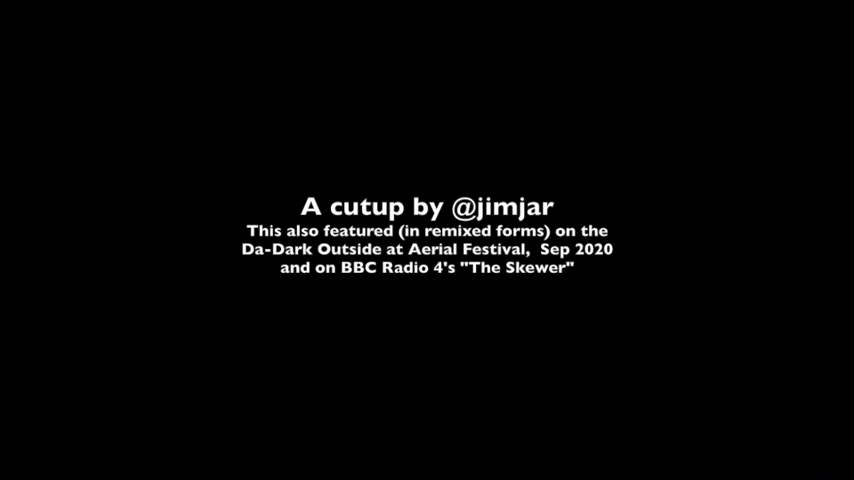 A cutup by @jimjar
This also featured (in remixed forms) on the
Da-Dark Outside at Aerial Festival,  Sep 2020
and on BBC Radio 4's "The Skewer"